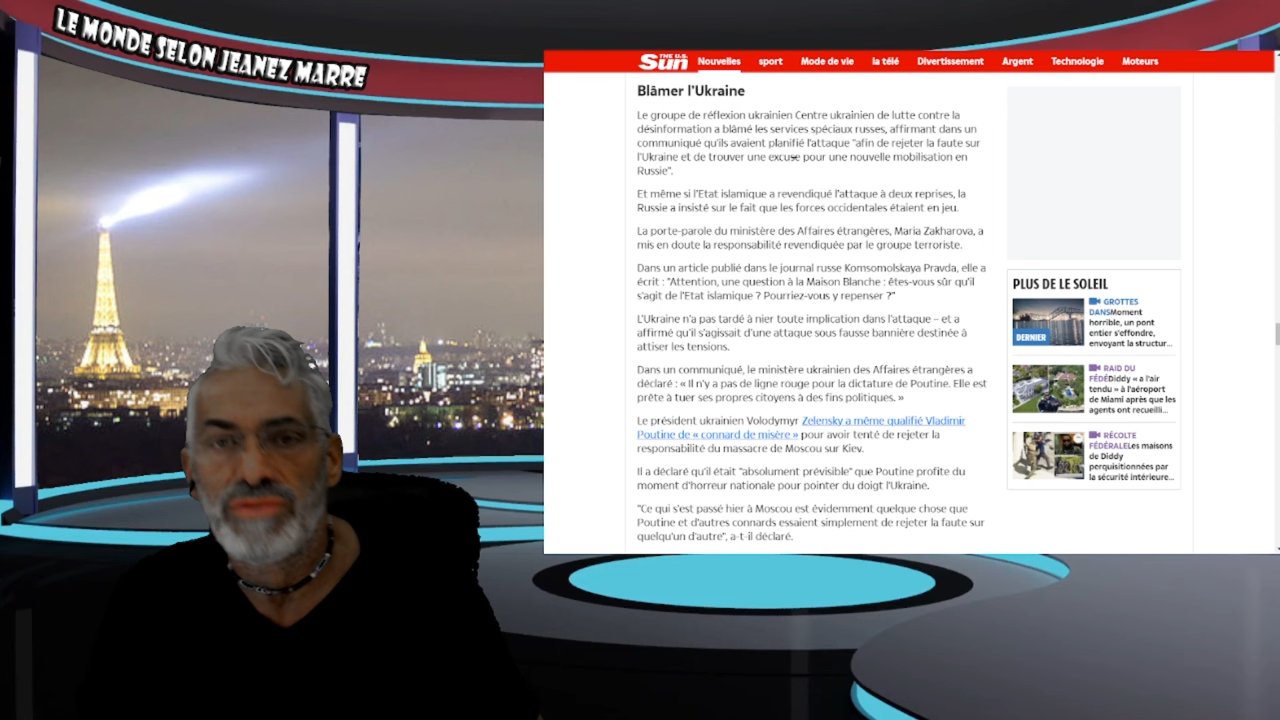 LE MONDE SELON JEANEZ MARRE
THE U.S. Sun
Nouvelles sport Mode de vie la télé Divertissement Argent Technologie Moteurs
Blâmer l'Ukraine
Le groupe de réflexion ukrainien Centre ukrainien de lutte contre la
désinformation a blâmé les services spéciaux russes, affirmant dans un
communiqué qu'ils avaient planifié l'attaque "afin de rejeter la faute sur
l'Ukraine et de trouver une excuse pour une nouvelle mobilisation en
Russie".
Et même si l'Etat islamique a revendiqué l'attaque à deux reprises, la
Russie a insisté sur le fait que les forces occidentales étaient en jeu.
La porte-parole du ministère des Affaires étrangères, Maria Zakharova, a
mis en doute la responsabilité revendiquée par le groupe terroriste.
Dans un article publié dans le journal russe Komsomolskaya Pravda, elle a
écrit : "Attention, une question à la Maison Blanche : êtes-vous sûr qu'il
s'agit de l'Etat islamique ? Pourriez-vous y repenser ?"
L'Ukraine n'a pas tardé à nier toute implication dans l'attaque – et a
affirmé qu'il s'agissait d'une attaque sous fausse bannière destinée à
attiser les tensions.
Dans un communiqué, le ministère ukrainien des Affaires étrangères a
déclaré : « Il n'y a pas de ligne rouge pour la dictature de Poutine. Elle est
prête à tuer ses propres citoyens à des fins politiques. »
Le président ukrainien Volodymyr Zelensky a même qualifié Vladimir
Poutine de « connard de misère » pour avoir tenté de rejeter la
responsabilité du massacre de Moscou sur Kiev.
Il a déclaré qu'il était "absolument prévisible" que Poutine profite du
moment d'horreur nationale pour pointer du doigt l'Ukraine.
"Ce qui s'est passé hier à Moscou est évidemment quelque chose que
Poutine et d'autres connards essaient simplement de rejeter la faute sur
quelqu'un d'autre", a-t-il déclaré.
PLUS DE LE SOLEIL
DERNIER
GROTTES
DANSMoment
horrible, un pont
entier s'effondre,
envoyant la structur...
RAID DU
FÉDÉDiddy « a l'air
tendu » à l'aéroport
de Miami après que les
agents ont recueilli...
RÉCOLTE
FÉDÉRALELes maisons
de Diddy
perquisitionnées par
la sécurité intérieure...